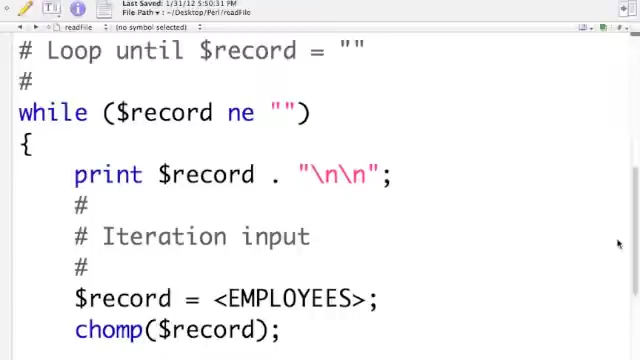 Last Saved: 1/31/12 5:50:31 PM
File Path ▾: ~/Desktop/Perl/readFile
readFile
(no symbol selected)
# Loop until $record = ""
#
while ($record ne "")
{
print $record . "\n\n";
#
# Iteration input
#
$record = <EMPLOYEES>;
chomp($record);